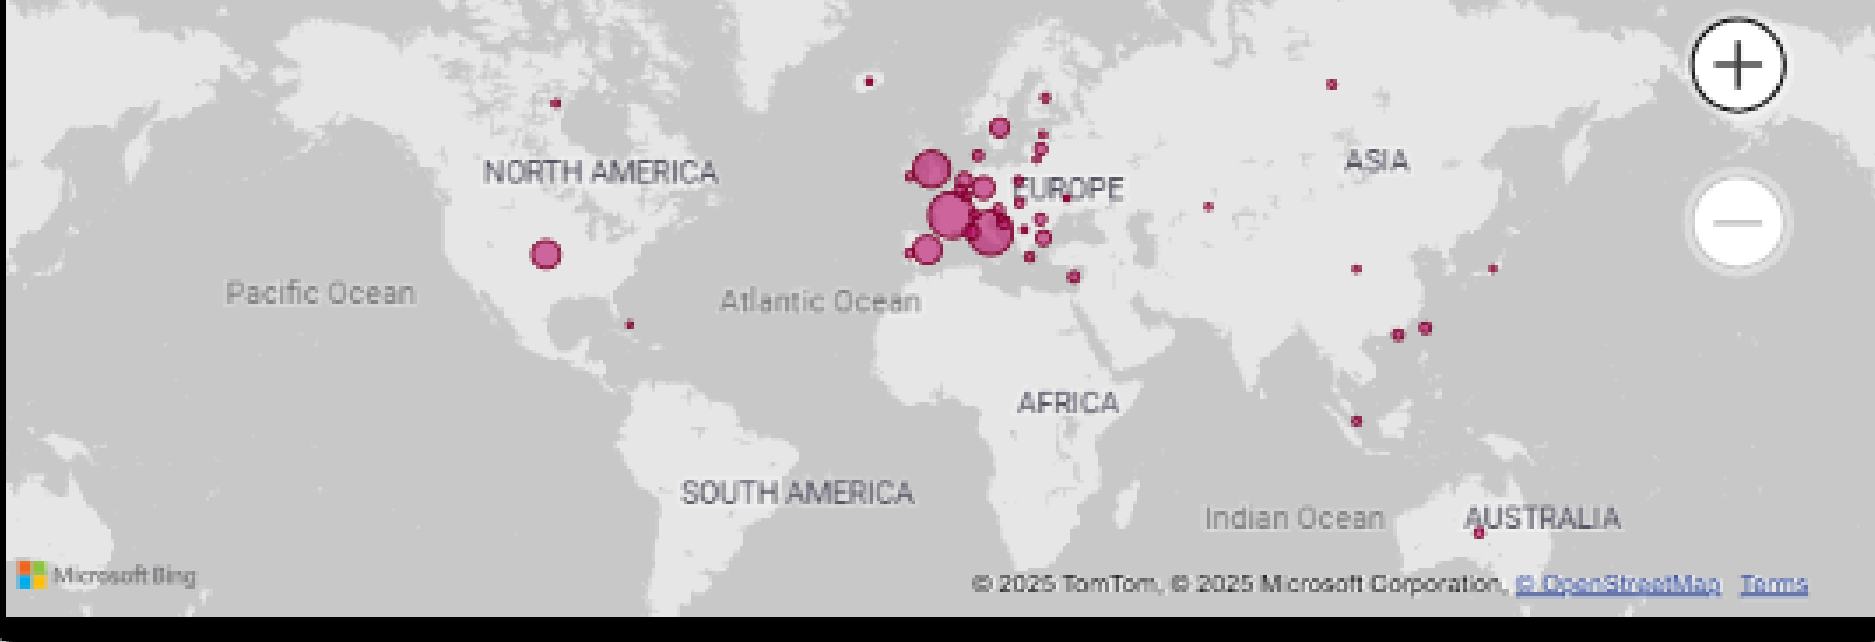 ASIA
NORTH AMERICA
EUROPE
Pacific Ocean
Atlantic Ocean
AFRICA
SOUTH AMERICA
Indian Ocean
AUSTRALIA
Microsoft Bing
© 2025 TomTom, © 2025 Microsoft Corporation, © OpenStreetMap Terms